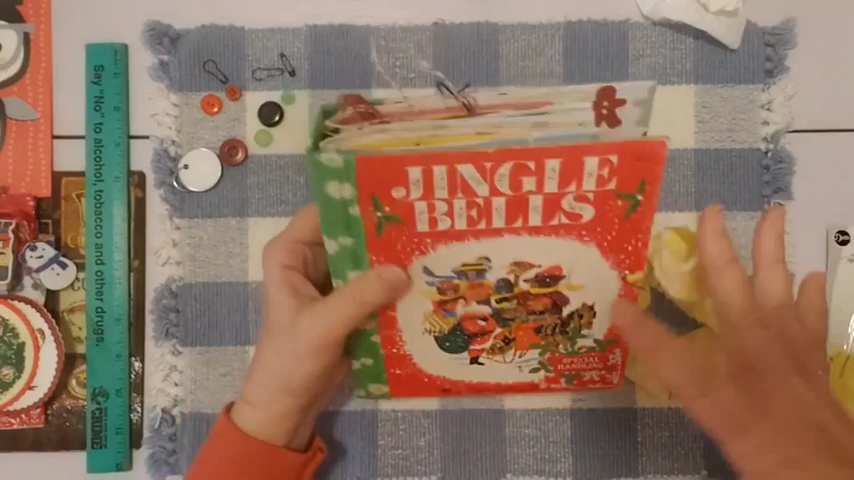 Say "No" to alcohol, tobacco and other drugs.
JINGLE
BELLS
SPECIAL
HANDLING